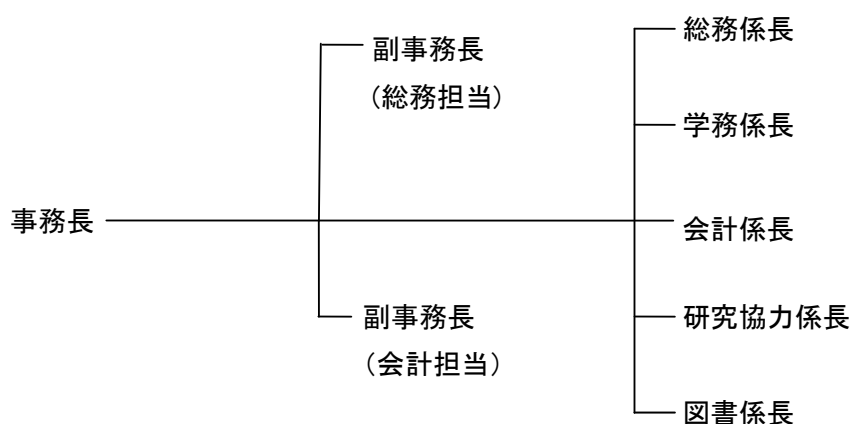 事務長
副事務長
(総務担当)
副事務長
(会計担当)
総務係長
学務係長
会計係長
研究協力係長
図書係長